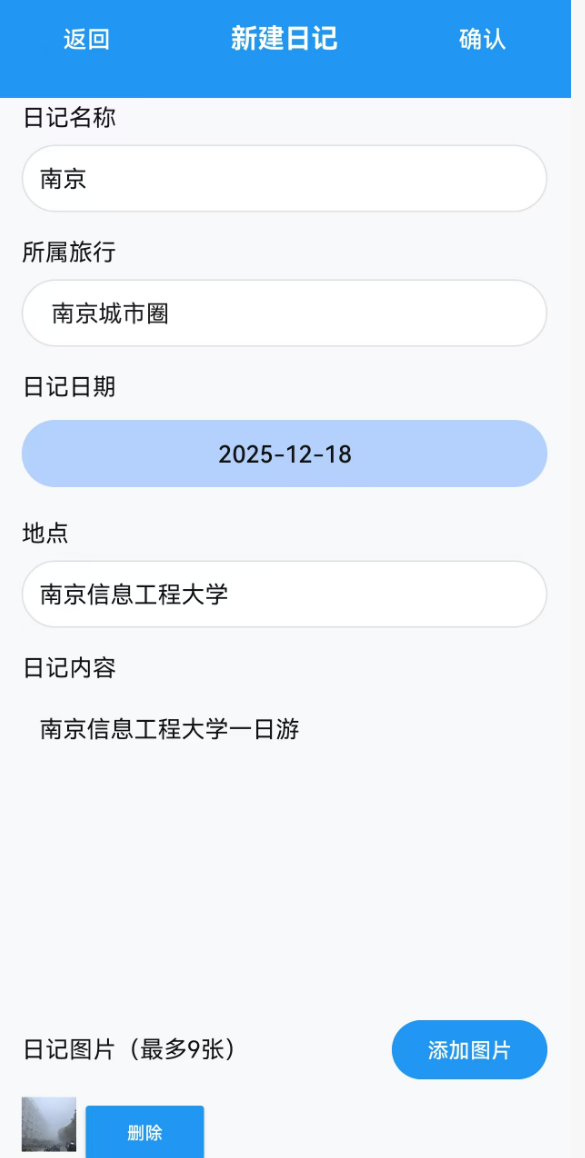 返回 新建日记 确认
日记名称
南京
所属旅行
南京城市圈
日记日期
2025-12-18
地点
南京信息工程大学
日记内容
南京信息工程大学一日游
日记图片（最多9张） 添加图片
删除